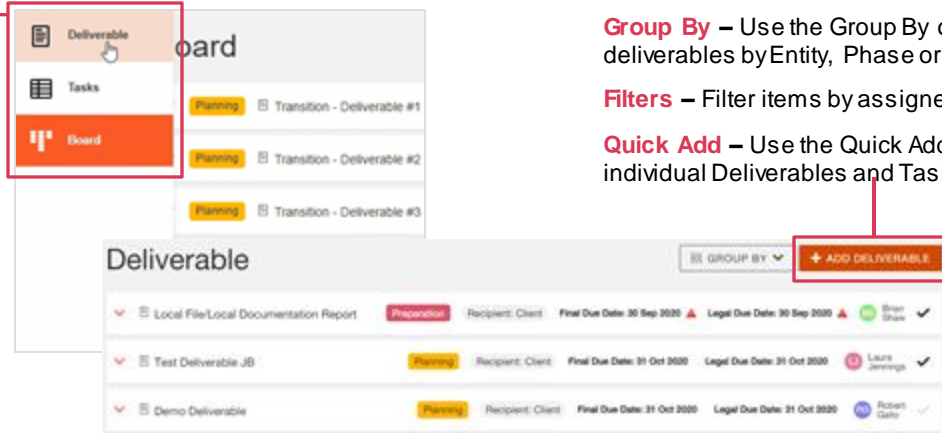 Deliverable
Tasks
Board
oard
Planning Transition - Deliverable #1
Planning Transition - Deliverable #2
Planning Transition - Deliverable #3
Group By – Use the Group By
deliverables by Entity, Phase or
Filters – Filter items by assigne
Quick Add – Use the Quick Add
individual Deliverables and Tas
Deliverable GROUP BY + ADD DELIVERABLE
Local File/Local Documentation Report Preparation Recipient: Client Final Due Date: 30 Sep 2020 Legal Due Date: 30 Sep 2020 Brian Shaw
Test Deliverable JB Planning Recipient: Client Final Due Date: 31 Oct 2020 Legal Due Date: 31 Oct 2020 Laura Jennings
Demo Deliverable Planning Recipient: Client Final Due Date: 31 Oct 2020 Legal Due Date: 31 Oct 2020 RG Robert Gallo